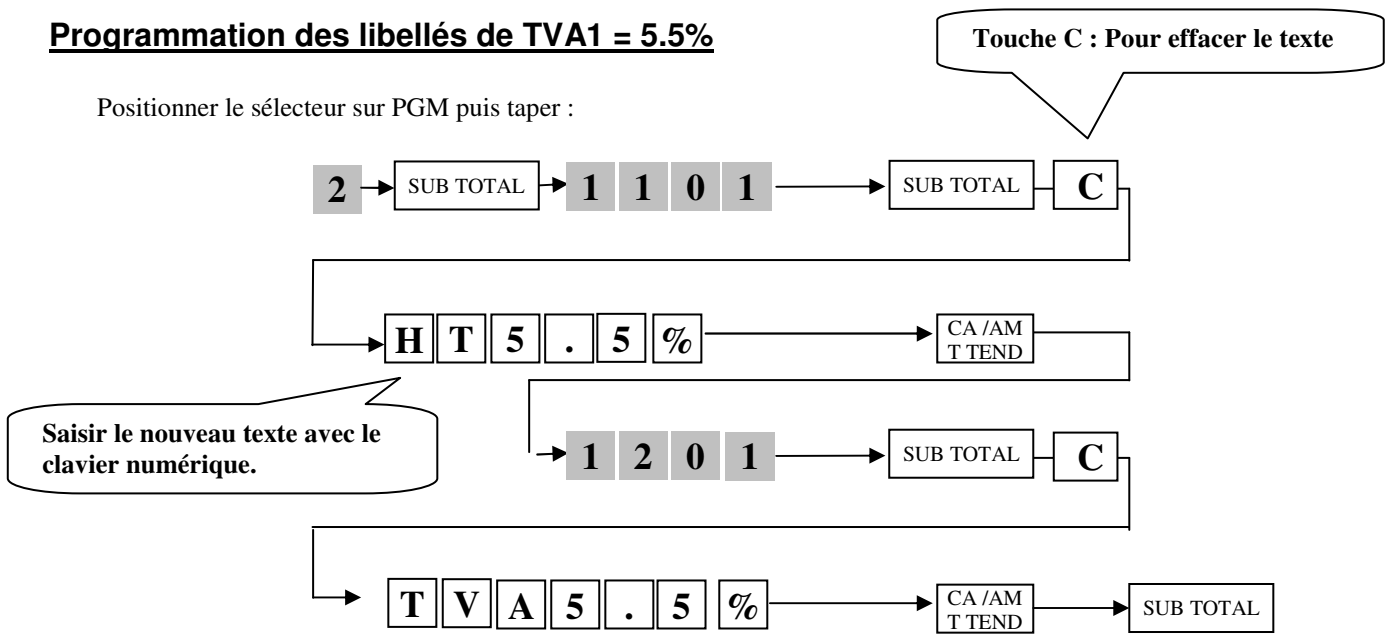 Programmation des libellés de TVA1 = 5.5%
Touche C : Pour effacer le texte
Positionner le sélecteur sur PGM puis taper :
2 SUB TOTAL 1 1 0 1 SUB TOTAL C
H T 5 . 5 % CA /AM
T TEND
Saisir le nouveau texte avec le
clavier numérique.
1 2 0 1 SUB TOTAL C
T V A 5 . 5 % CA /AM
T TEND SUB TOTAL